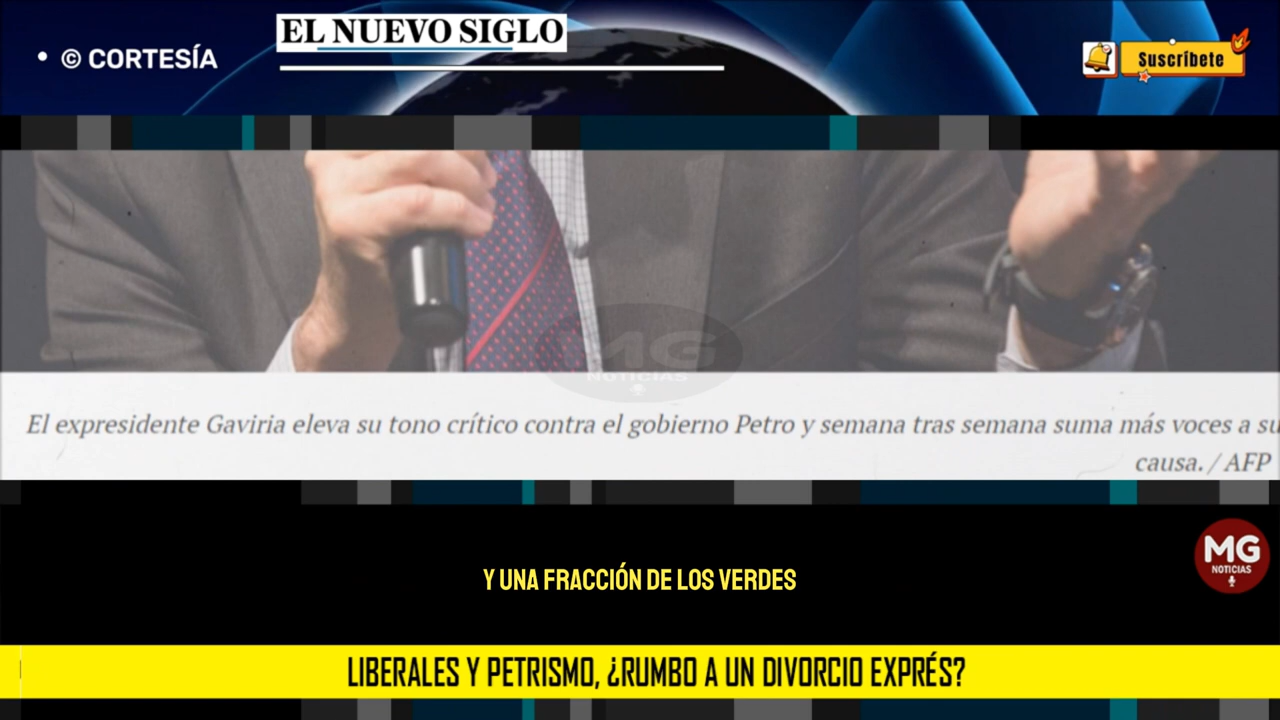 • © CORTESÍA
EL NUEVO SIGLO
Suscríbete
MG
NOTICIAS
El expresidente Gaviria eleva su tono crítico contra el gobierno Petro y semana tras semana suma más voces a su
causa. / AFP
MG
NOTICIAS
Y UNA FRACCIÓN DE LOS VERDES
LIBERALES Y PETRISMO, ¿RUMBO A UN DIVORCIO EXPRÉS?